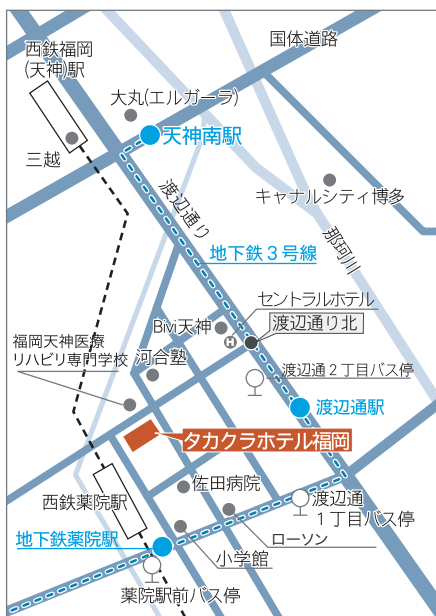 国体道路
西鉄福岡
(天神)駅
大丸(エルガーラ)
天神南駅
三越
渡辺通り
キャナルシティ博多
那珂川
地下鉄3号線
セントラルホテル
Bivi天神
H
渡辺通り北
福岡天神医療
リハビリ専門学校
河合塾
渡辺通2丁目バス停
渡辺通駅
タカクラホテル福岡
西鉄薬院駅
佐田病院
渡辺通
1丁目バス停
地下鉄薬院駅
ローソン
小学館
薬院駅前バス停